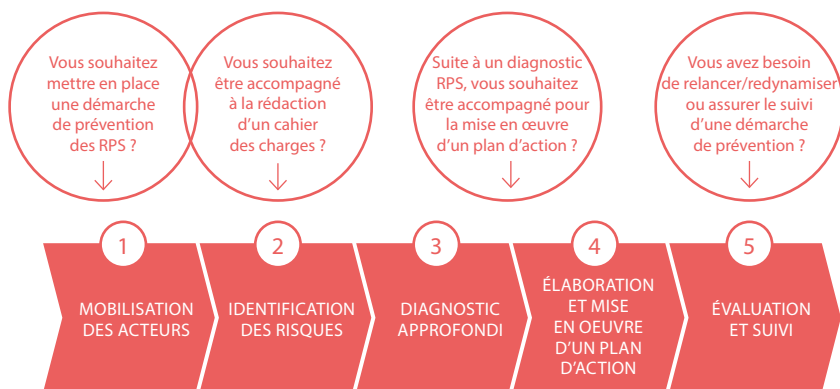 Vous souhaitez
mettre en place
une démarche
de prévention
des RPS ?
Vous souhaitez
être accompagné
à la rédaction
d'un cahier
des charges ?
Suite à un diagnostic
RPS, vous souhaitez
être accompagné pour
la mise en œuvre
d'un plan d'action ?
Vous avez besoin
de relancer/redynamiser
ou assurer le suivi
d'une démarche
de prévention ?
1
MOBILISATION
DES ACTEURS
2
IDENTIFICATION
DES RISQUES
3
DIAGNOSTIC
APPROFONDI
4
ÉLABORATION
ET MISE
EN OEUVRE
D'UN PLAN
D'ACTION
5
ÉVALUATION
ET SUIVI